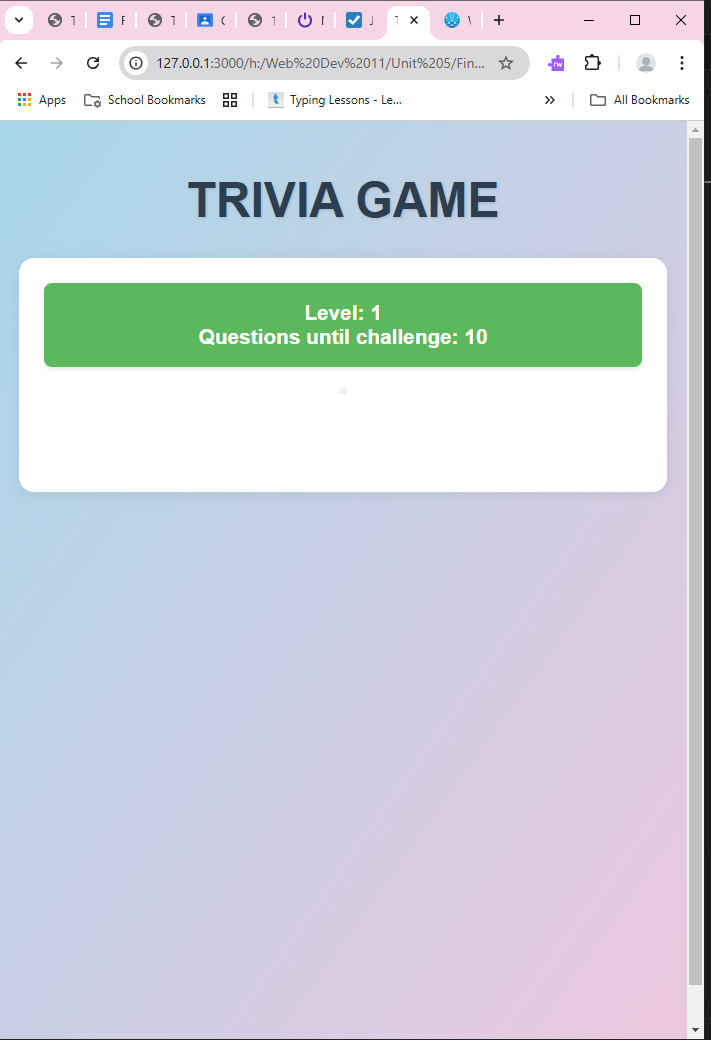 127.0.0.1:3000/h:/Web%20Dev%2011/Unit%205/Fin...
Apps
School Bookmarks
Typing Lessons - Le...
All Bookmarks
TRIVIA GAME
Level: 1
Questions until challenge: 10